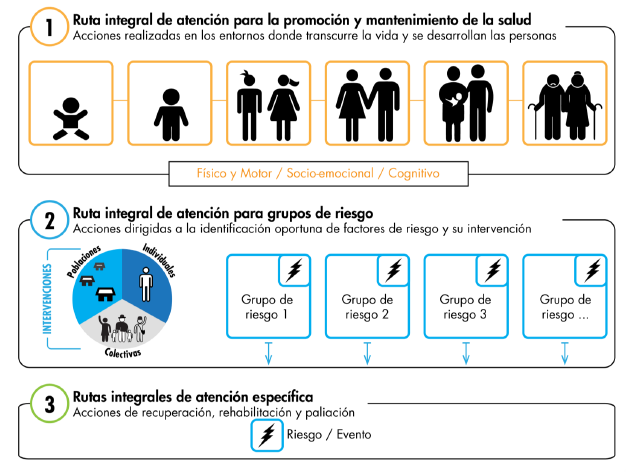 1
Ruta integral de atención para la promoción y mantenimiento de la salud
Acciones realizadas en los entornos donde transcurre la vida y se desarrollan las personas
Físico y Motor / Socio-emocional / Cognitivo
2
Ruta integral de atención para grupos de riesgo
Acciones dirigidas a la identificación oportuna de factores de riesgo y su intervención
INTERVENCIONES
Poblaciones
Individuales
Colectivas
Grupo de
riesgo 1
Grupo de
riesgo 2
Grupo de
riesgo 3
Grupo de
riesgo ...
3
Rutas integrales de atención específica
Acciones de recuperación, rehabilitación y paliación
Riesgo / Evento